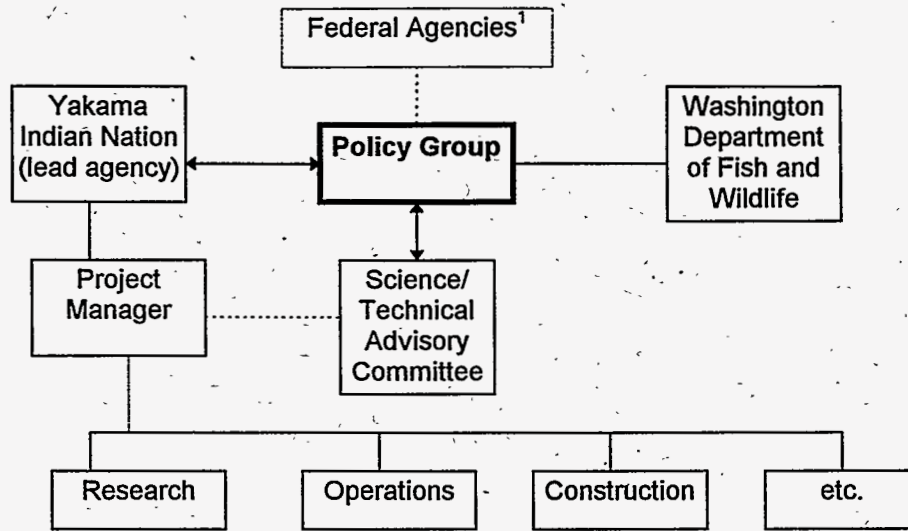 Federal Agencies¹
Yakama
Indian Nation
(lead agency)
Policy Group
Washington
Department
of Fish and
Wildlife
Project
Manager
Science/
Technical
Advisory
Committee
Research
Operations
Construction
etc.